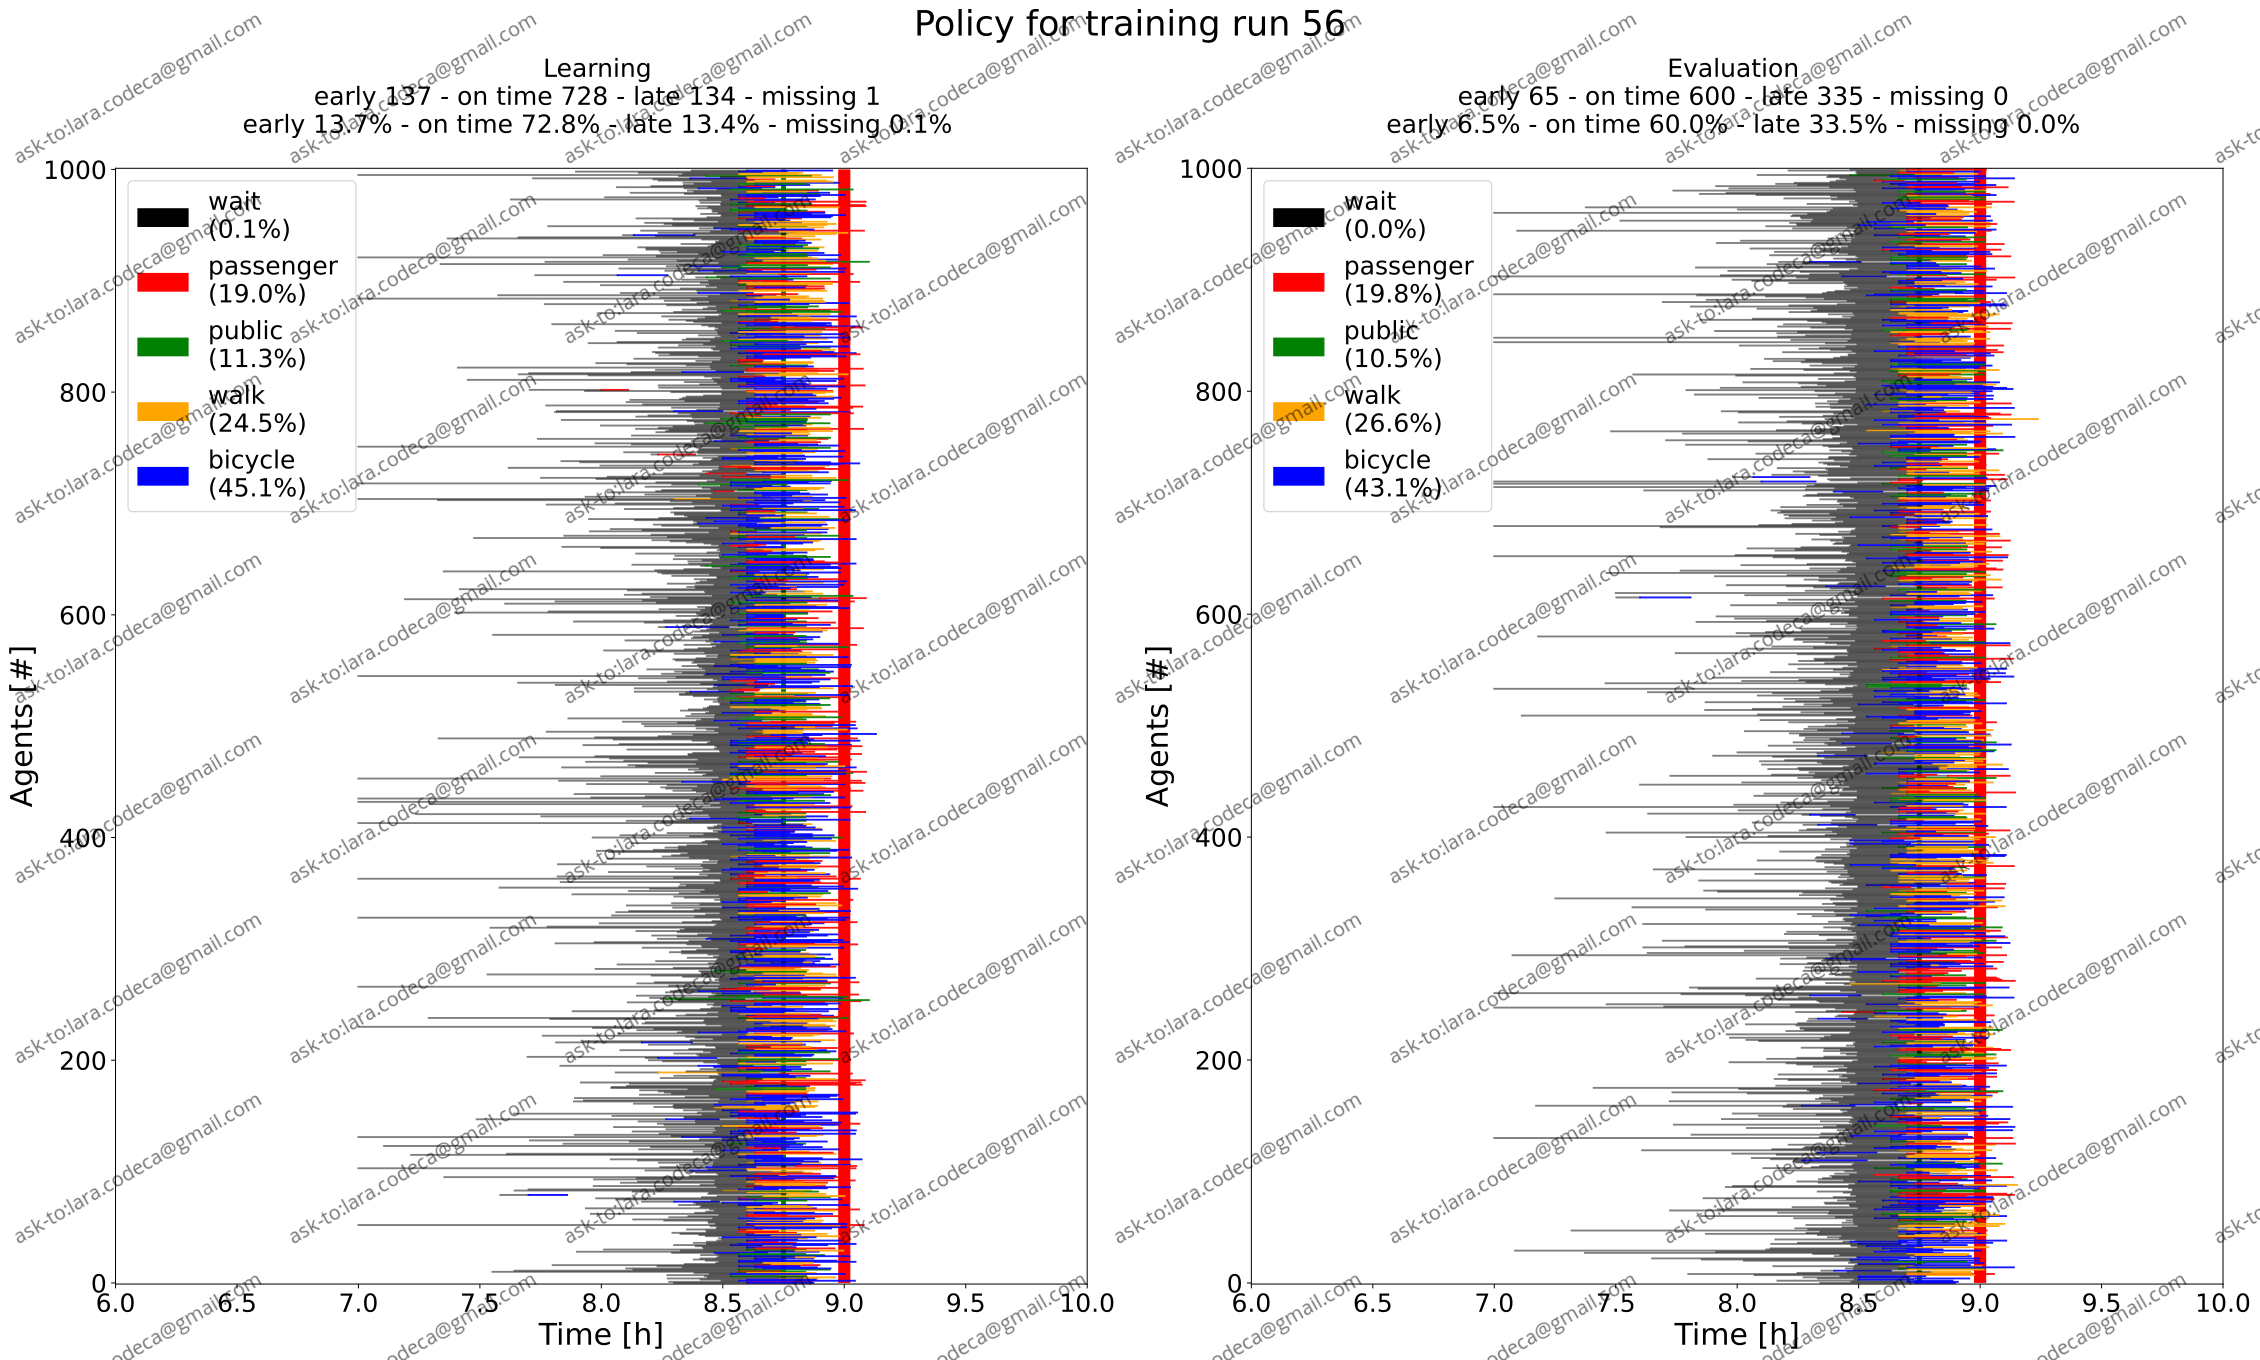 Policy for training run 56
Learning
early 137 - on time 728 - late 134 - missing 1
early 13.7% - on time 72.8% - late 13.4% - missing 0.1%
Evaluation
early 65 - on time 600 - late 335 - missing 0
early 6.5% - on time 60.0% - late 33.5% - missing 0.0%
wait
(0.1%)
passenger
(19.0%)
public
(11.3%)
walk
(24.5%)
bicycle
(45.1%)
1000
800
600
400
200
0
Agents [#]
6.0 6.5 7.0 7.5 8.0 8.5 9.0 9.5 10.0
Time [h]
wait
(0.0%)
passenger
(19.8%)
public
(10.5%)
walk
(26.6%)
bicycle
(43.1%)
1000
800
600
400
200
0
Agents [#]
6.0 6.5 7.0 7.5 8.0 8.5 9.0 9.5 10.0
Time [h]
ask-to:lara.codeca@gmail.com